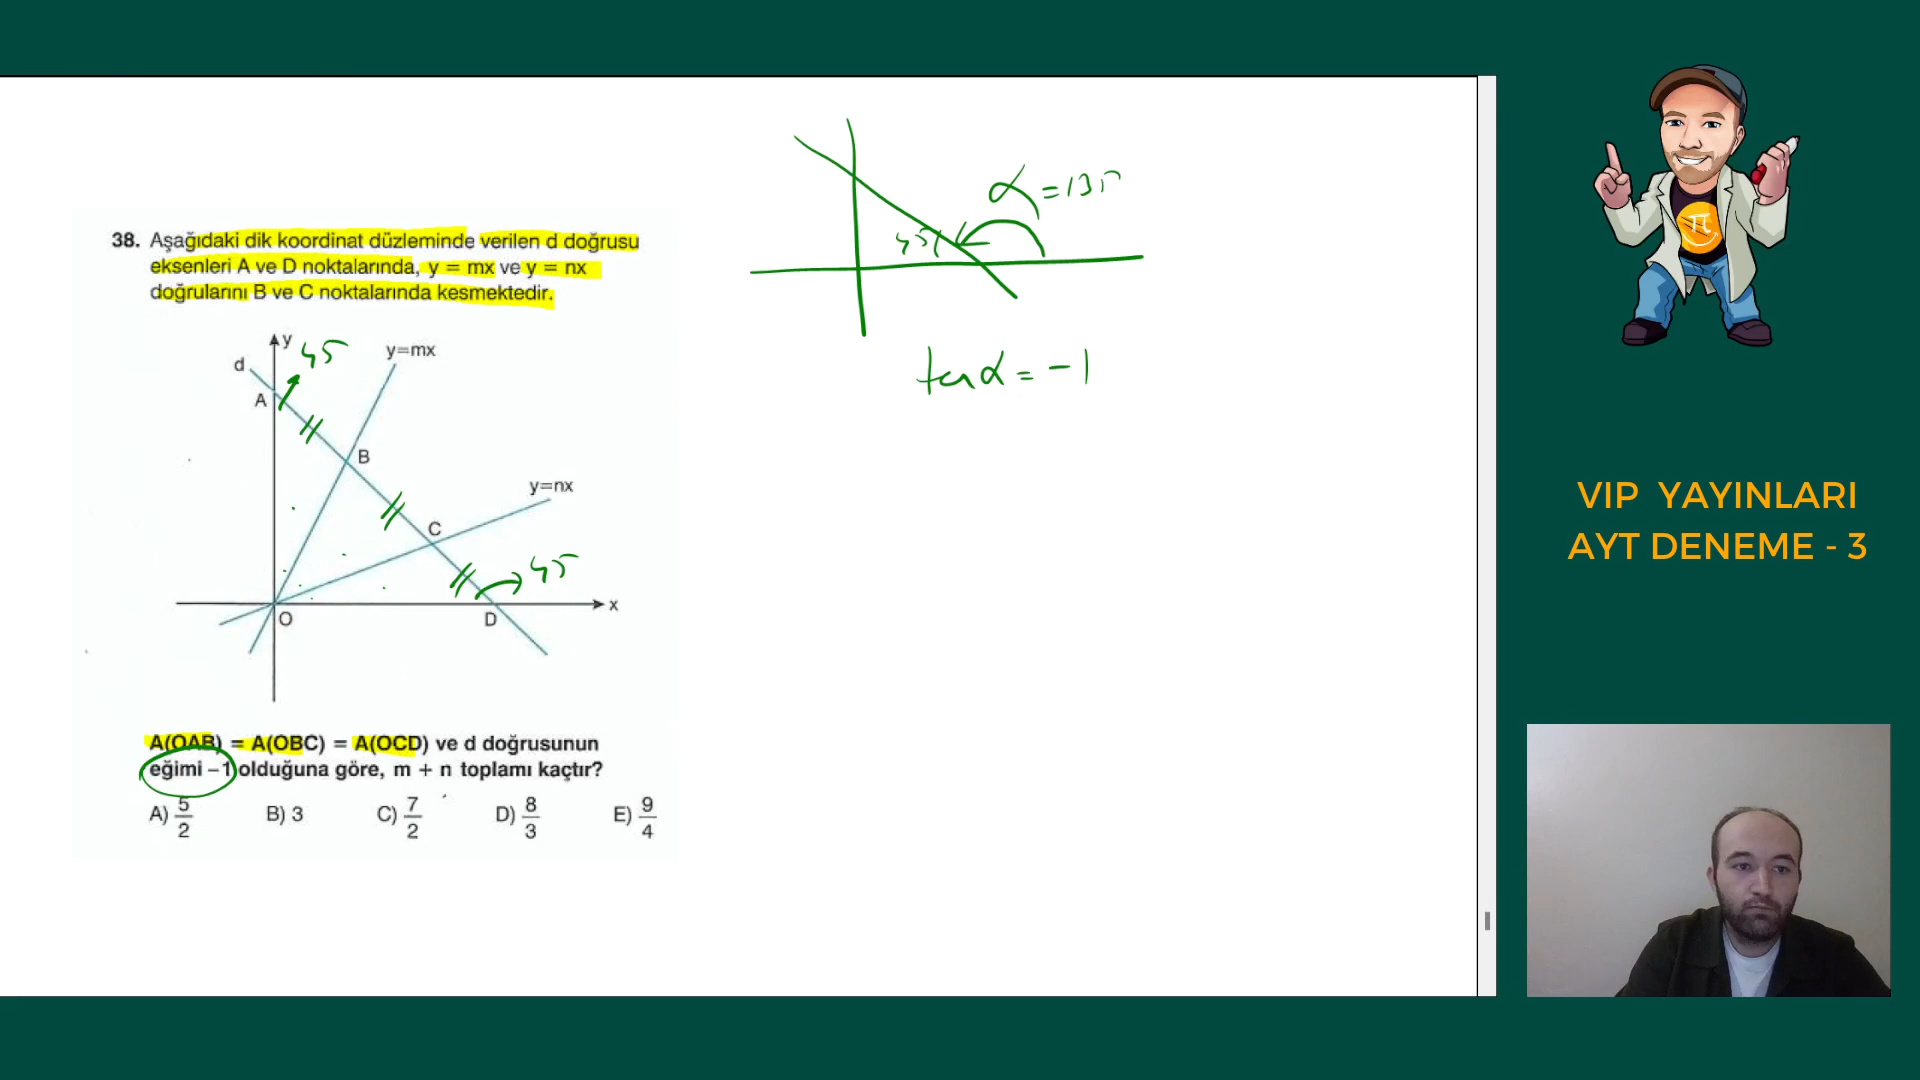 38. Aşağıdaki dik koordinat düzleminde verilen d doğrusu
eksenleri A ve D noktalarında, y = mx ve y = nx
doğrularını B ve C noktalarında kesmektedir.
y
45
y=mx
d
A
B
y=nx
C
45
x
O
D
A(OAB) = A(OBC) = A(OCD) ve d doğrusunun
eğimi –1 olduğuna göre, m + n toplamı kaçtır?
A) 5/2 B) 3 C) 7/2 D) 8/3 E) 9/4
α = 135
45
tan α = -1
π
VIP YAYINLARI
AYT DENEME - 3